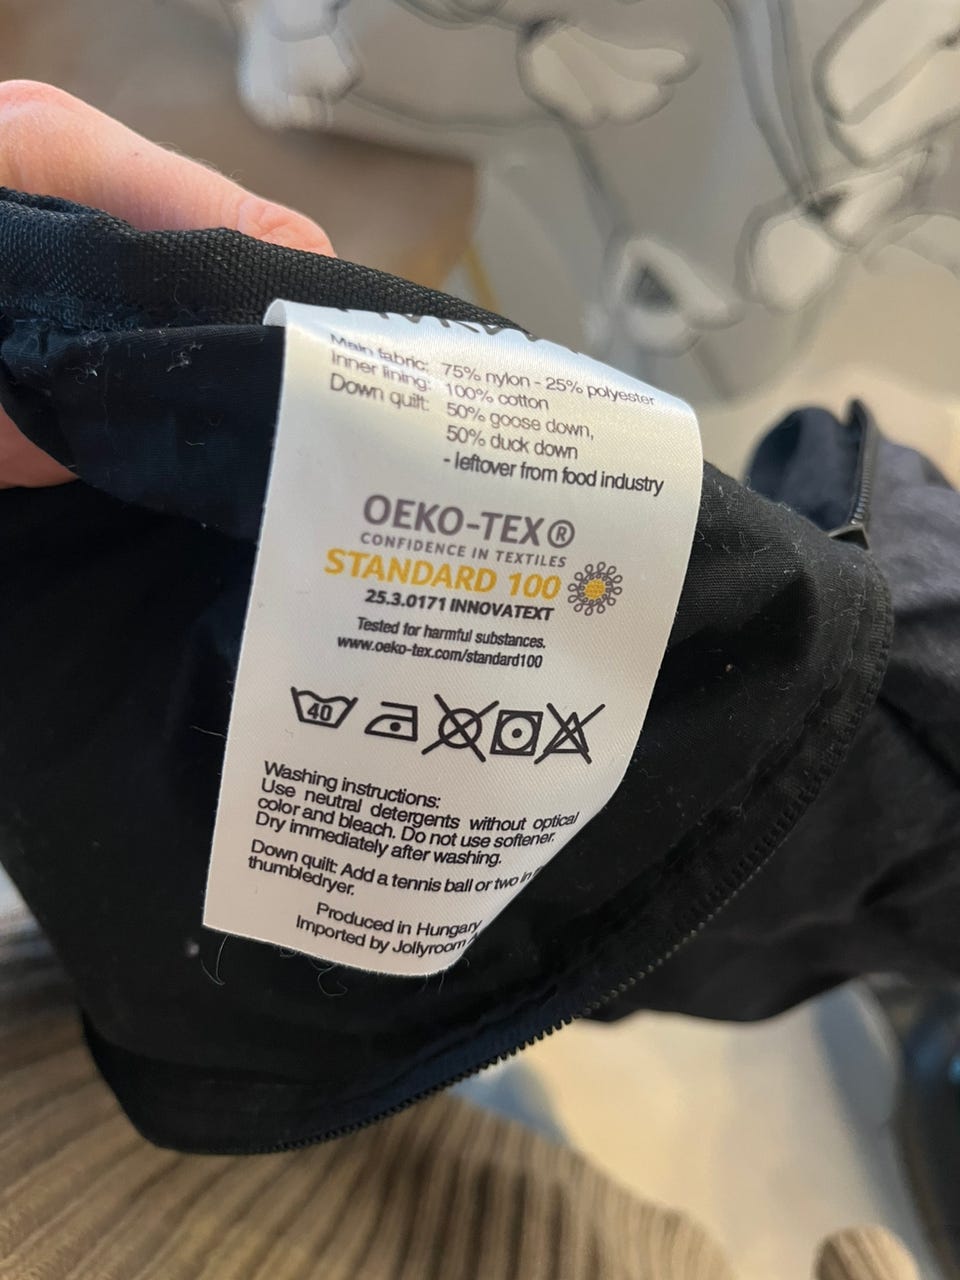 Main fabric: 75% nylon - 25% polyester
Inner lining: 100% cotton
Down quilt: 50% goose down,
50% duck down
- leftover from food industry
OEKO-TEX®
CONFIDENCE IN TEXTILES
STANDARD 100
25.3.0171 INNOVATEXT
Tested for harmful substances.
www.oeko-tex.com/standard100
40
Washing instructions:
Use neutral detergents without optical
color and bleach. Do not use softener.
Dry immediately after washing.
Down quilt: Add a tennis ball or two in
thumbledryer.
Produced in Hungary
Imported by Jollyroom